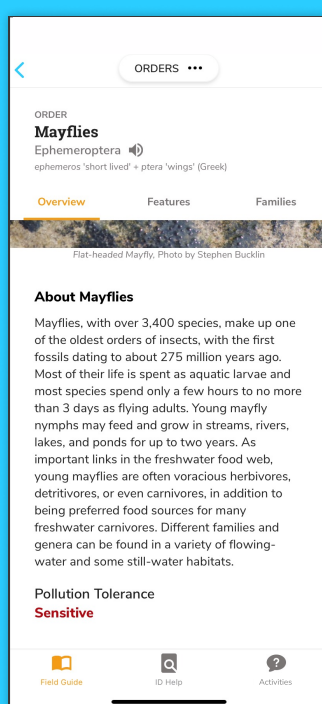 ORDERS •••
ORDER
Mayflies
Ephemeroptera
ephemeros 'short lived' + ptera 'wings' (Greek)
Overview Features Families
Flat-headed Mayfly, Photo by Stephen Bucklin
About Mayflies
Mayflies, with over 3,400 species, make up one
of the oldest orders of insects, with the first
fossils dating to about 275 million years ago.
Most of their life is spent as aquatic larvae and
most species spend only a few hours to no more
than 3 days as flying adults. Young mayfly
nymphs may feed and grow in streams, rivers,
lakes, and ponds for up to two years. As
important links in the freshwater food web,
young mayflies are often voracious herbivores,
detritivores, or even carnivores, in addition to
being preferred food sources for many
freshwater carnivores. Different families and
genera can be found in a variety of flowing-
water and some still-water habitats.
Pollution Tolerance
Sensitive
Field Guide ID Help Activities